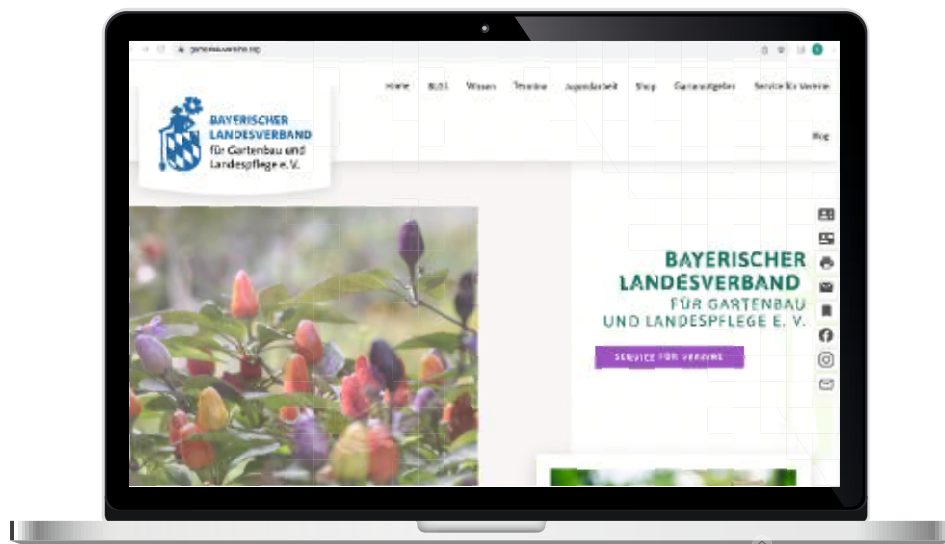 Home BLGL Wissen Termine Jugendarbeit Shop Gartenratgeber Service für Vereine
Blog
BAYERISCHER
LANDESVERBAND
für Gartenbau und
Landespflege e. V.
BAYERISCHER
LANDESVERBAND
FÜR GARTENBAU
UND LANDESPFLEGE E. V.
SERVICE FÜR VEREINE